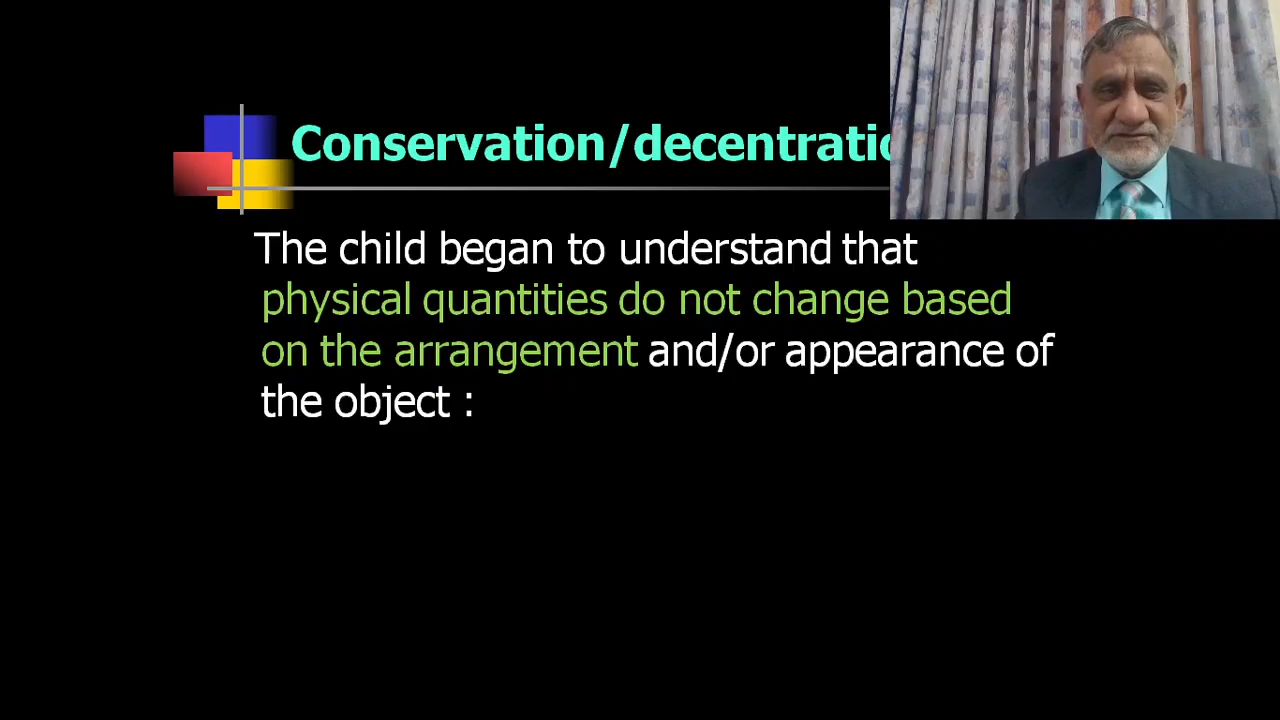 Conservation/decentratio
The child began to understand that
physical quantities do not change based
on the arrangement and/or appearance of
the object :